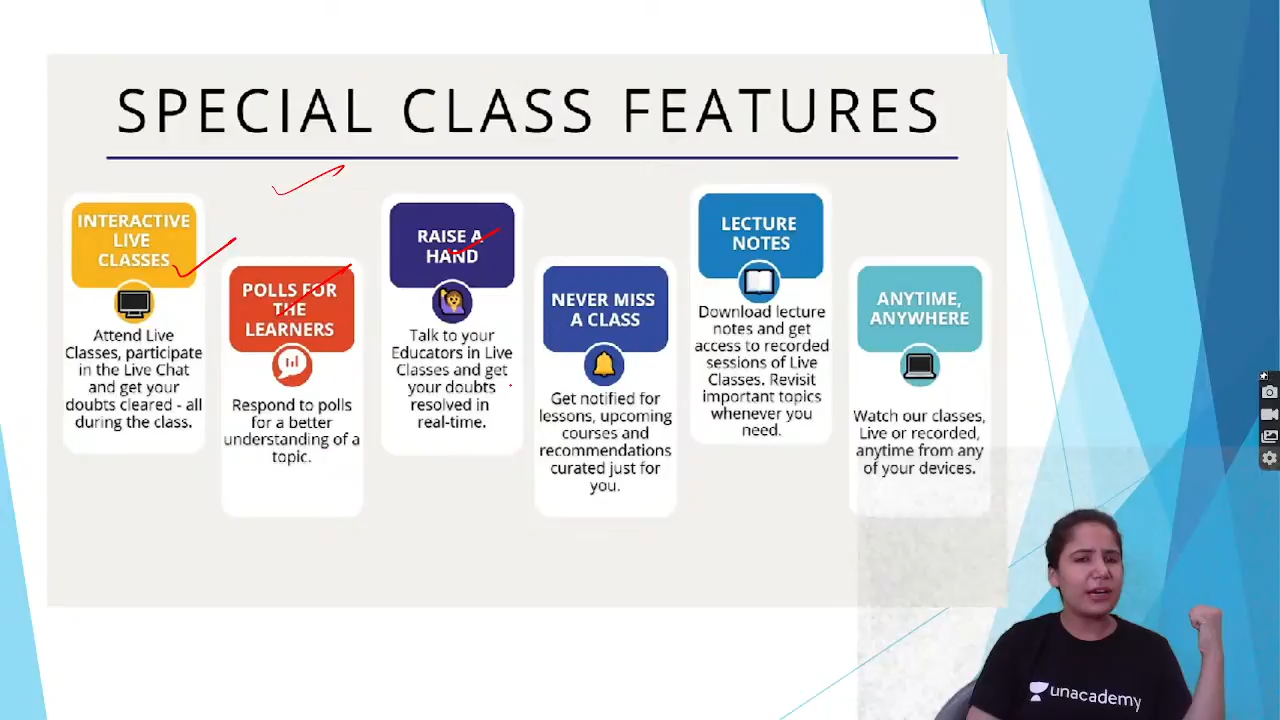 SPECIAL CLASS FEATURES
INTERACTIVE
LIVE
CLASSES
Attend Live
Classes, participate
in the Live Chat
and get your
doubts cleared - all
during the class.
POLLS FOR
THE
LEARNERS
Respond to polls
for a better
understanding of a
topic.
RAISE A
HAND
Talk to your
Educators in Live
Classes and get
your doubts
resolved in
real-time.
NEVER MISS
A CLASS
Get notified for
lessons, upcoming
courses and
recommendations
curated just for
you.
LECTURE
NOTES
Download lecture
notes and get
access to recorded
sessions of Live
Classes. Revisit
important topics
whenever you
need.
ANYTIME,
ANYWHERE
Watch our classes,
Live or recorded,
anytime from any
of your devices.
unacademy